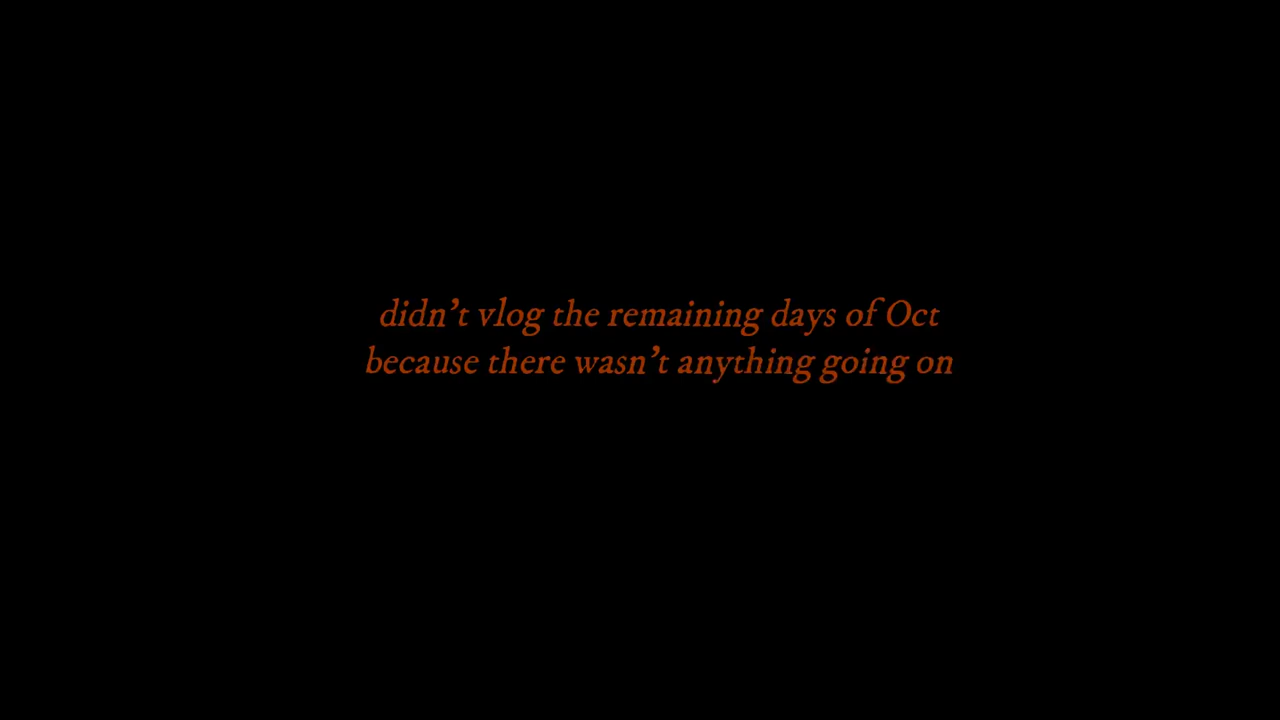 didn’t vlog the remaining days of Oct
because there wasn’t anything going on